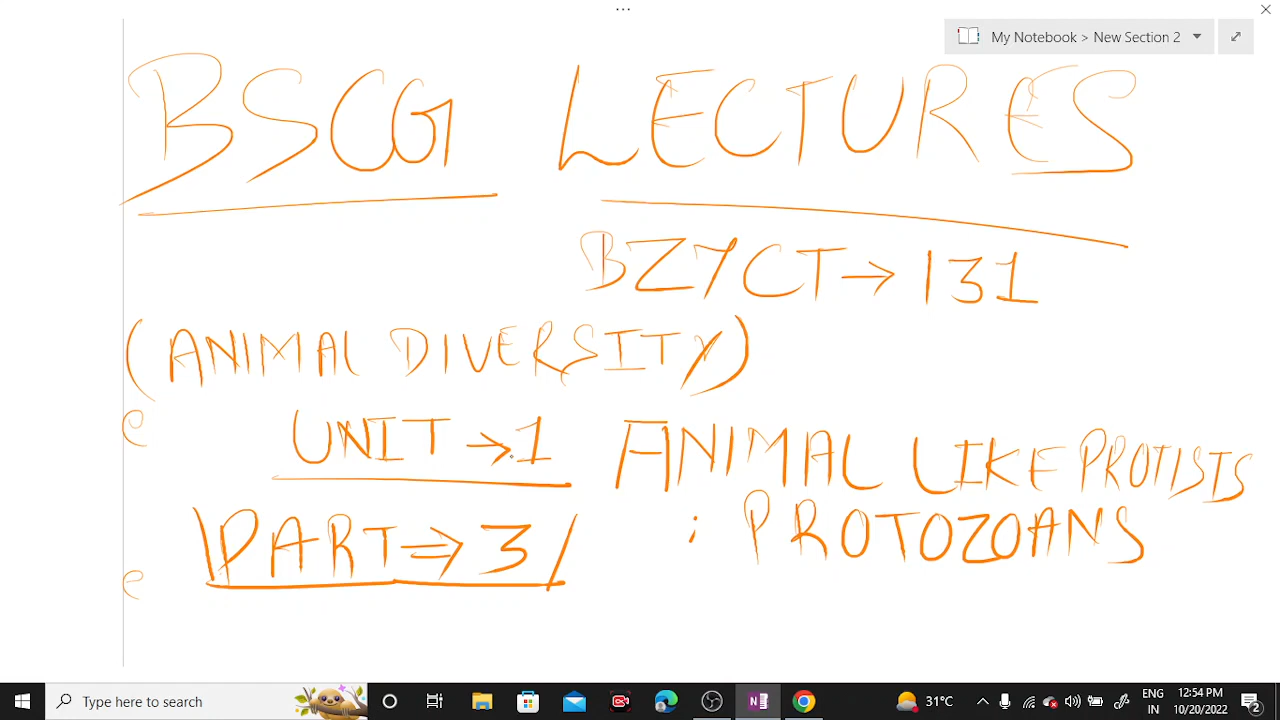 ...
My Notebook > New Section 2
BSCG LECTURES
BZYCT → 131
(ANIMAL DIVERSITY)
UNIT → 1 ANIMAL LIKE PROTISTS
PART ⇒ 3 ; PROTOZOANS
Type here to search
31°C
ENG
IN
12:54 PM
10/20/2022
2